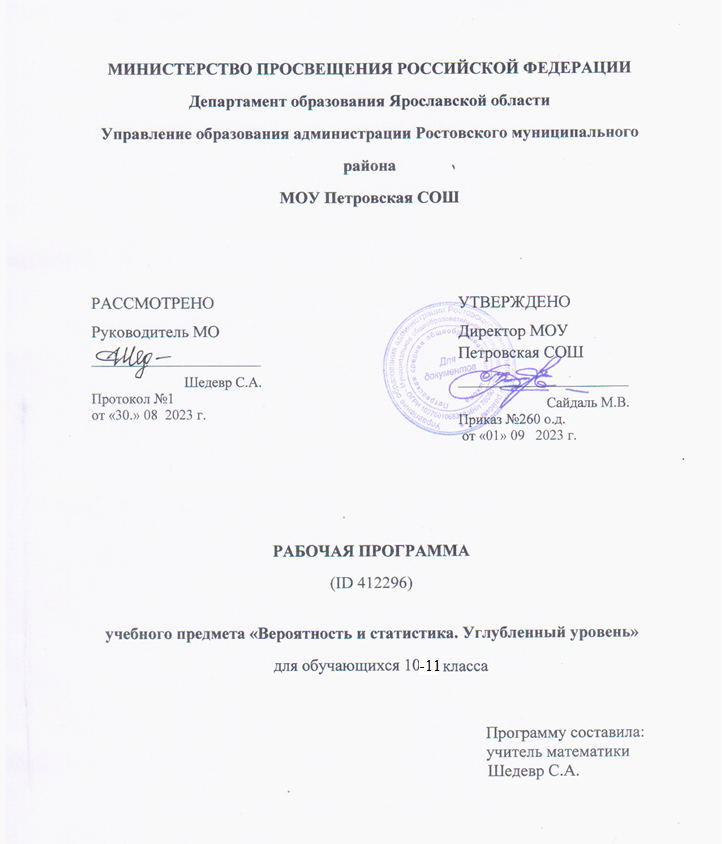 МИНИСТЕРСТВО ПРОСВЕЩЕНИЯ РОССИЙСКОЙ ФЕДЕРАЦИИ
Департамент образования Ярославской области
Управление образования администрации Ростовского муниципального
района
МОУ Петровская СОШ
РАССМОТРЕНО
Руководитель МО
Шедевр С.А.
Протокол №1
от «30.» 08 2023 г.
УТВЕРЖДЕНО
Директор МОУ
Петровская СОШ
Для
документов
Сайдаль М.В.
Приказ №260 о.д.
от «01» 09 2023 г.
РАБОЧАЯ ПРОГРАММА
(ID 412296)
учебного предмета «Вероятность и статистика. Углубленный уровень»
для обучающихся 10-11 класса
Программу составила:
учитель математики
Шедевр С.А.